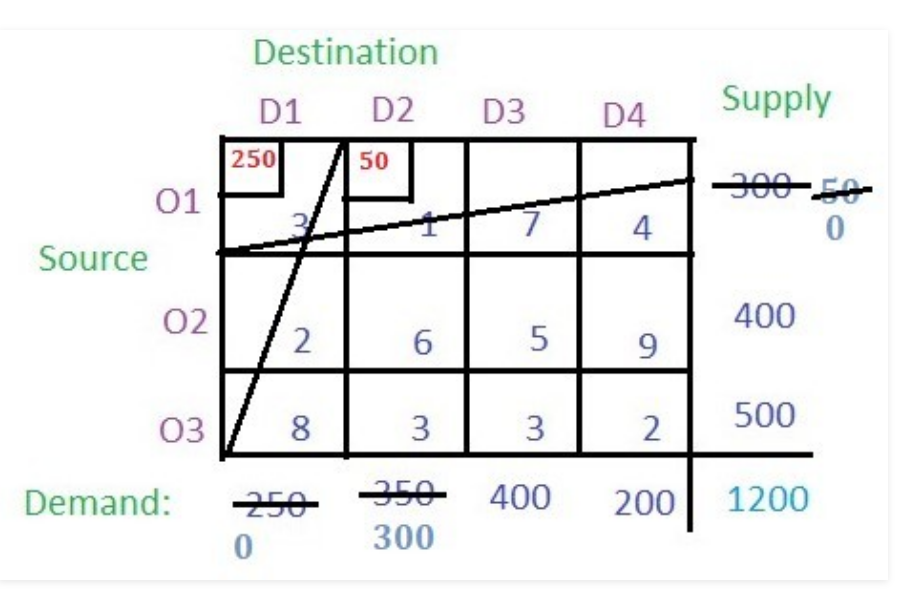 Destination
D1 D2 D3 D4 Supply
250 50
O1 3 1 7 4 300 50
0
Source
O2 2 6 5 9 400
O3 8 3 3 2 500
Demand: 250 350 400 200 1200
0 300